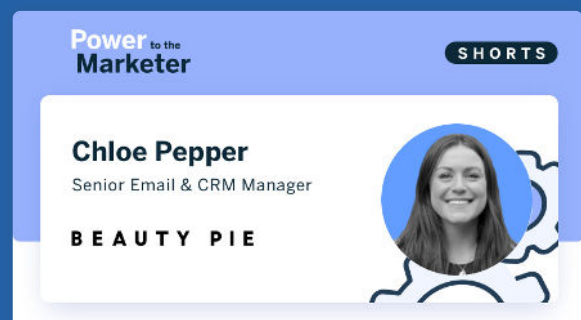 Power to the
Marketer
SHORTS
Chloe Pepper
Senior Email & CRM Manager
BEAUTY PIE